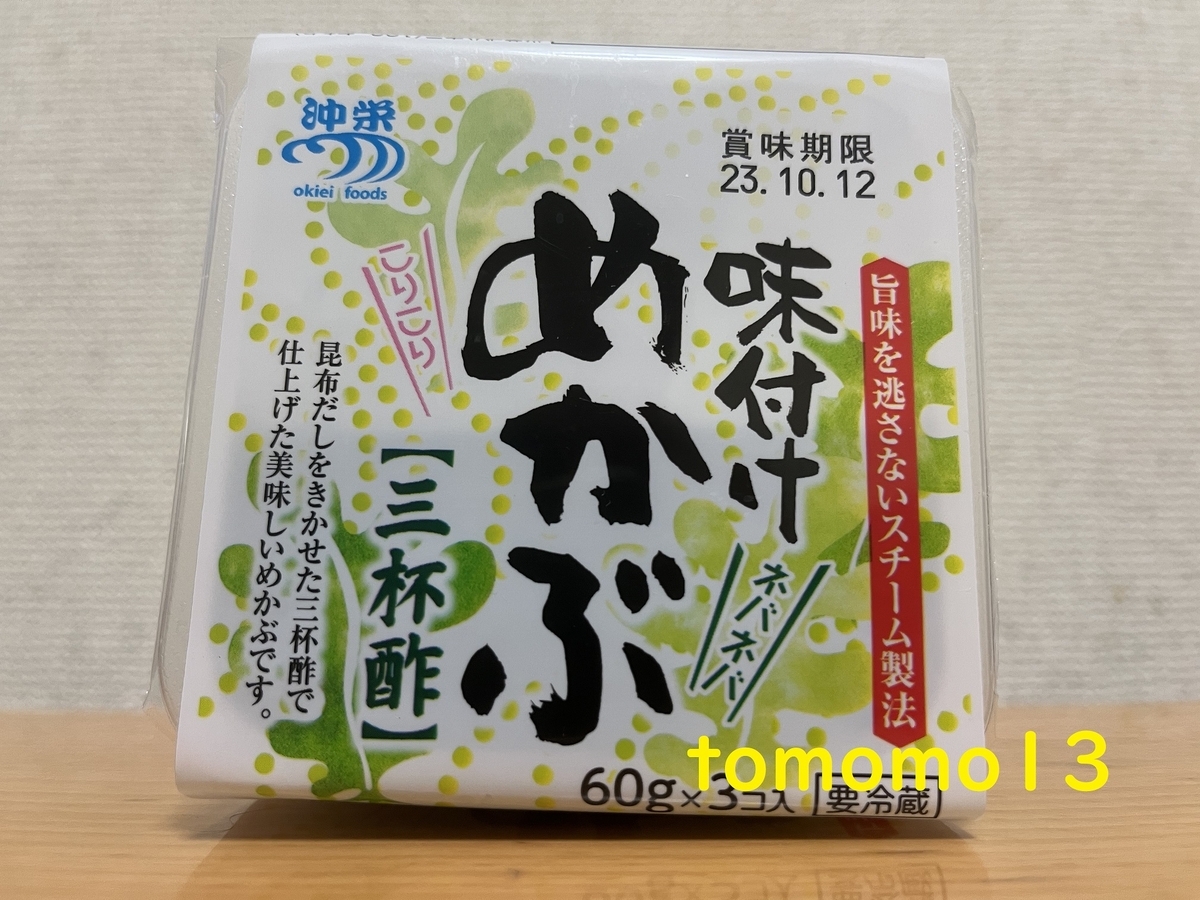 沖栄
okiei foods
賞味期限
23.10.12
旨味を逃さないスチーム製法
味付け
めかぶ
ネバネバ
こりこり
【三杯酢】
昆布だしをきかせた三杯酢で
仕上げた美味しいめかぶです。
60g×3コ入 要冷蔵
tomomo13